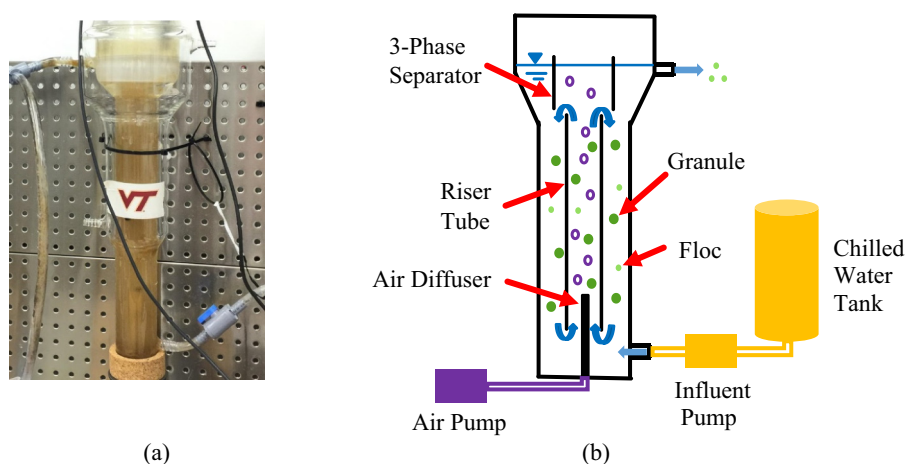 VT
3-Phase
Separator
Riser
Tube
Air Diffuser
Air Pump
Granule
Floc
Chilled
Water
Tank
Influent
Pump
(a)
(b)